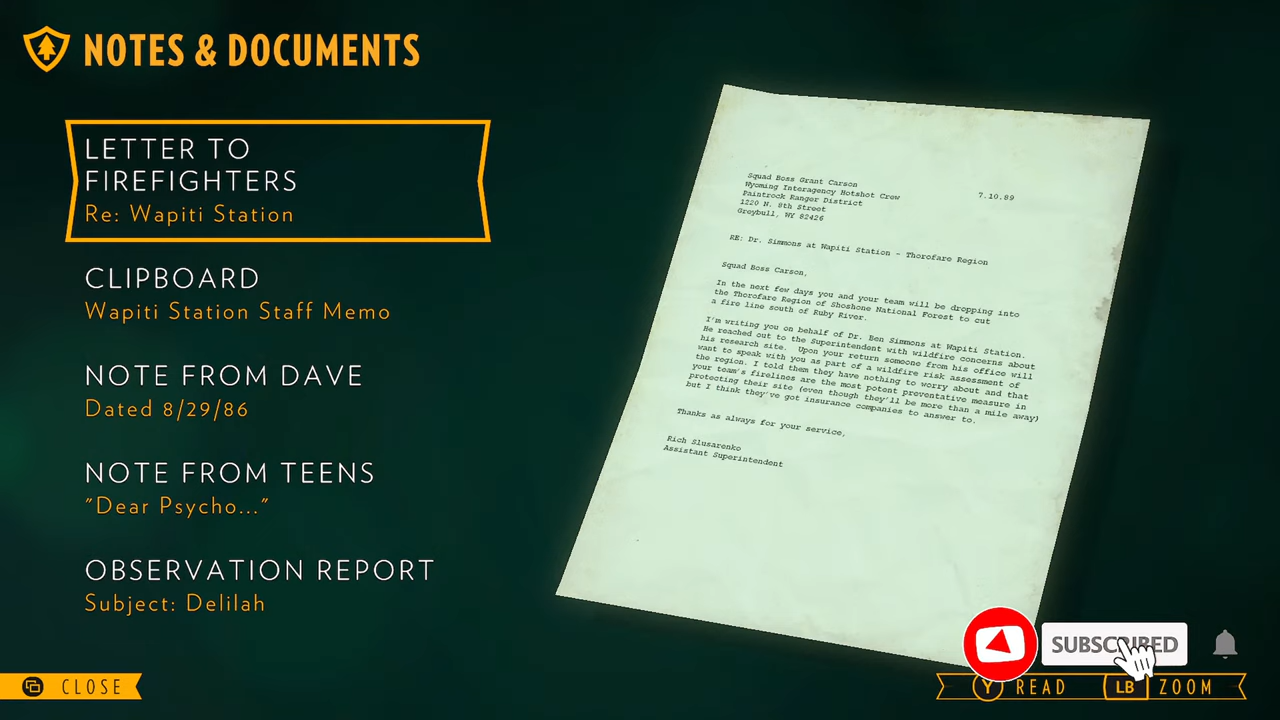 NOTES & DOCUMENTS
LETTER TO
FIREFIGHTERS
Re: Wapiti Station
CLIPBOARD
Wapiti Station Staff Memo
NOTE FROM DAVE
Dated 8/29/86
NOTE FROM TEENS
"Dear Psycho..."
OBSERVATION REPORT
Subject: Delilah
CLOSE
Squad Boss Grant Carson
7.10.89
Wyoming Interagency Hotshot Crew
Paintrock Ranger District
1220 N. 8th Street
Greybull, WY 82426
RE: Dr. Simmons at Wapiti Station - Thorofare Region
Squad Boss Carson,
In the next few days you and your team will be dropping into
the Thorofare Region of Shoshone National Forest to cut
a fire line south of Ruby River.
I'm writing you on behalf of Dr. Ben Simmons at Wapiti Station.
He reached out to the Superintendent with wildfire concerns about
his research site. Upon your return someone from his office will
want to speak with you as part of a wildfire risk assessment of
the region. I told them they have nothing to worry about and that
your team's firelines are the most potent preventative measure in
protecting their site (even though they'll be more than a mile away)
but I think they've got insurance companies to answer to.
Thanks as always for your service,
Rich Slusarenko
Assistant Superintendent
SUBSCRIBED
Y READ LB ZOOM